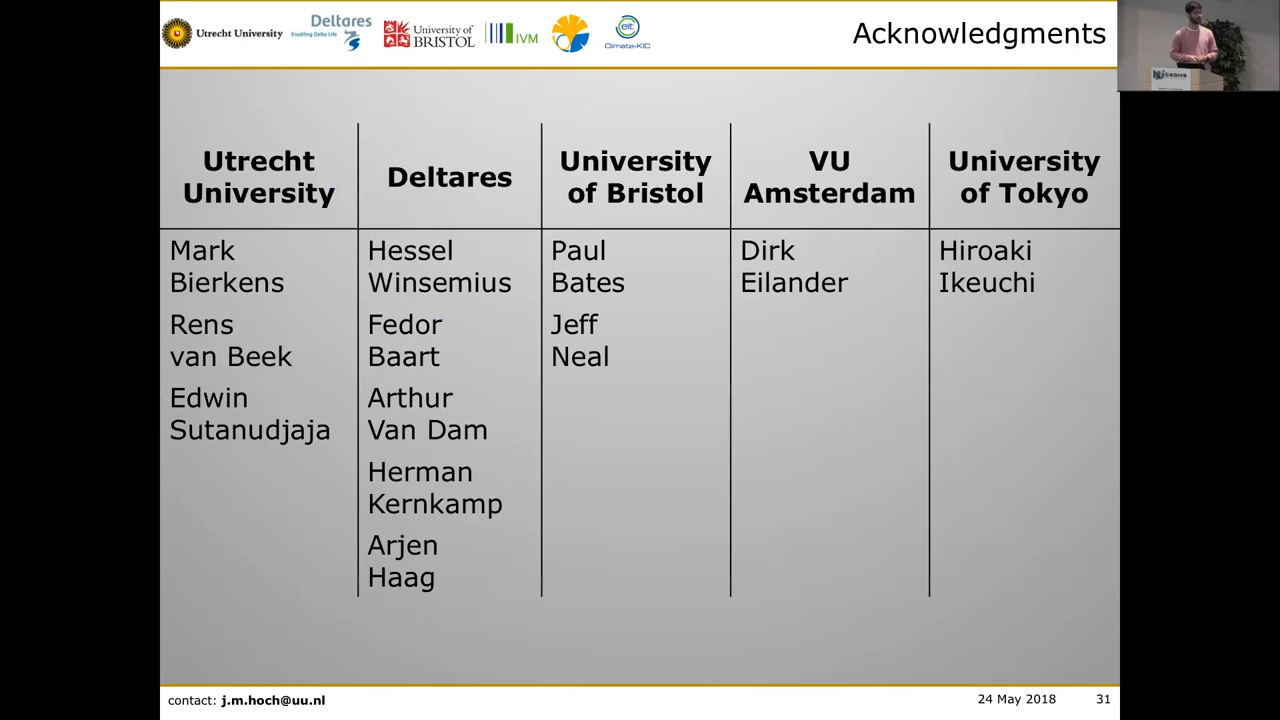 Utrecht University
Deltares
Enabling Delta Life
University of
BRISTOL
IVM
eit
Climate-KIC
Acknowledgments
CSDMS
Utrecht
University
Deltares
University
of Bristol
VU
Amsterdam
University
of Tokyo
Mark
Bierkens
Rens
van Beek
Edwin
Sutanudjaja
Hessel
Winsemius
Fedor
Baart
Arthur
Van Dam
Herman
Kernkamp
Arjen
Haag
Paul
Bates
Jeff
Neal
Dirk
Eilander
Hiroaki
Ikeuchi
contact: j.m.hoch@uu.nl
24 May 2018
31